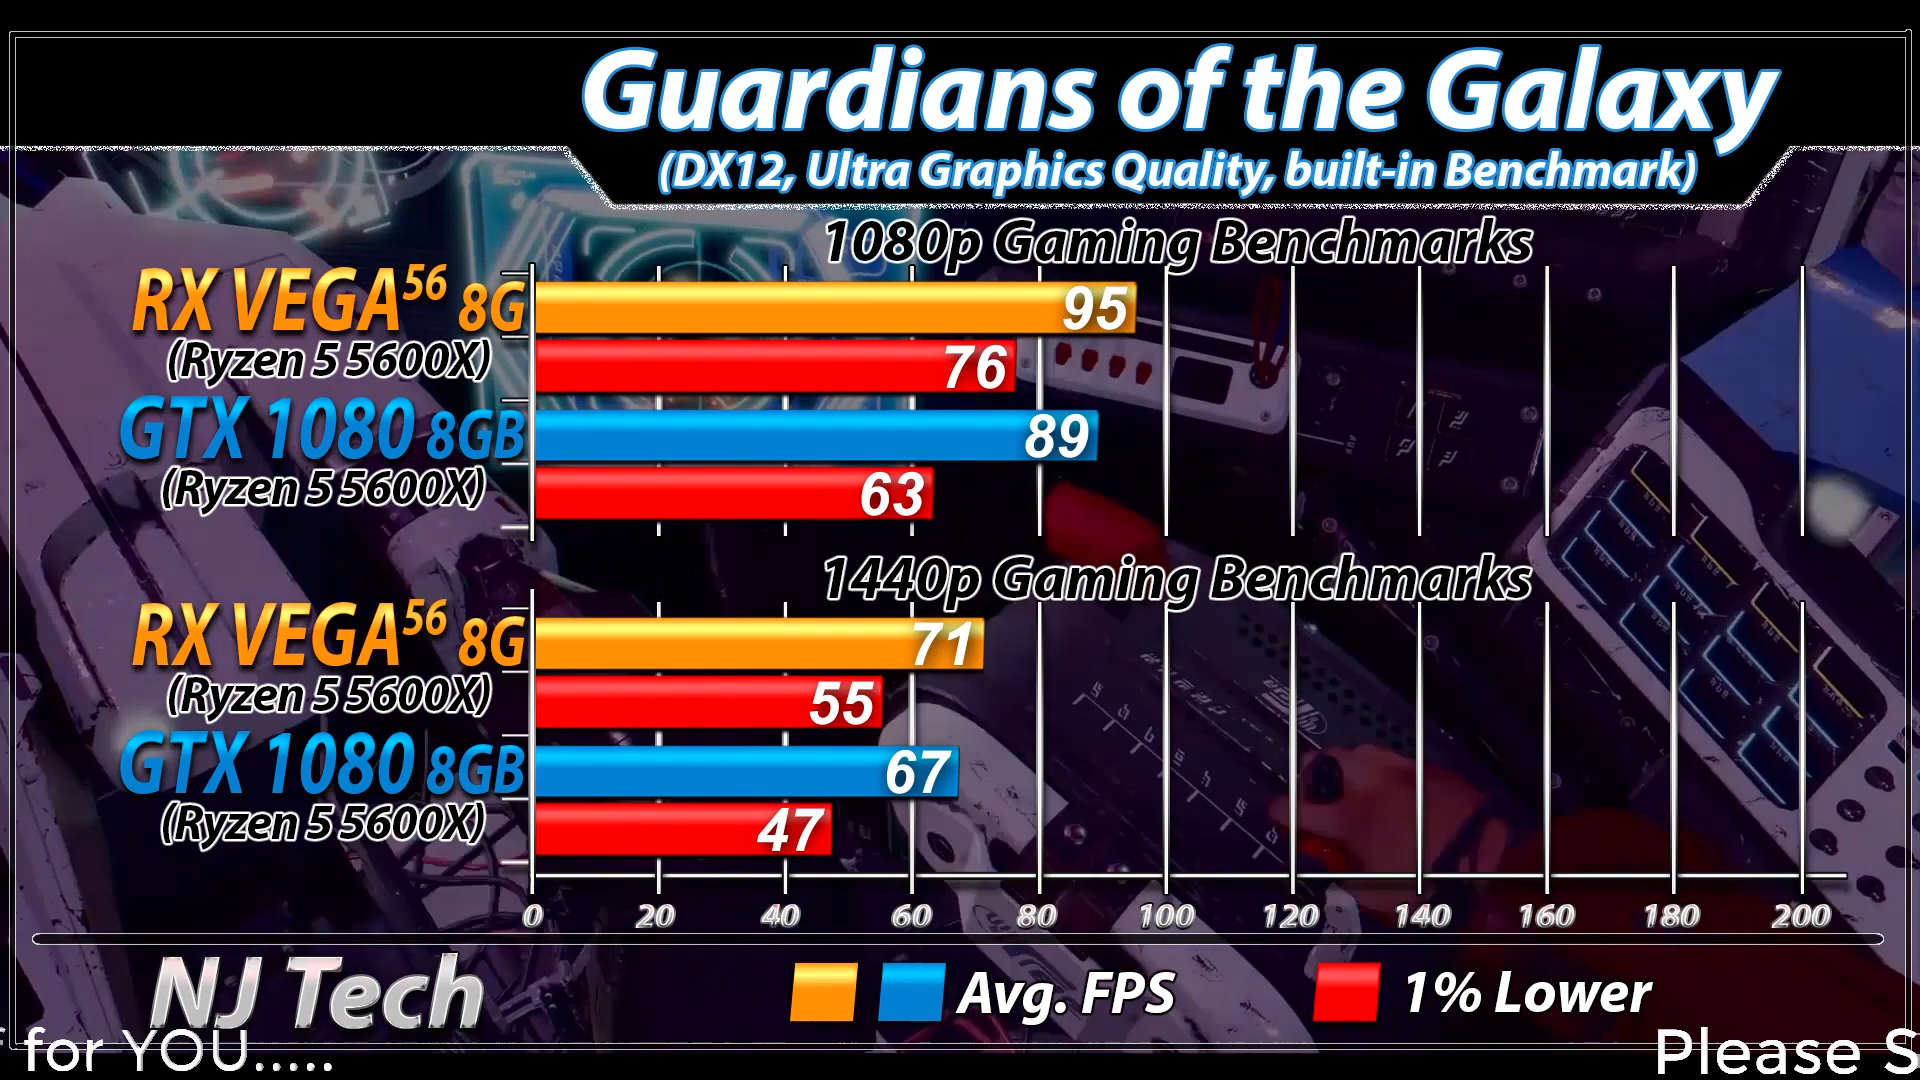 Guardians of the Galaxy
(DX12, Ultra Graphics Quality, built-in Benchmark)
1080p Gaming Benchmarks
RX VEGA56 8G
95
(Ryzen 5 5600X)
76
GTX 1080 8GB
89
(Ryzen 5 5600X)
63
1440p Gaming Benchmarks
RX VEGA56 8G
71
(Ryzen 5 5600X)
55
GTX 1080 8GB
67
(Ryzen 5 5600X)
47
0 20 40 60 80 100 120 140 160 180 200
NJ Tech
Avg. FPS
1% Lower
for YOU.....
Please S